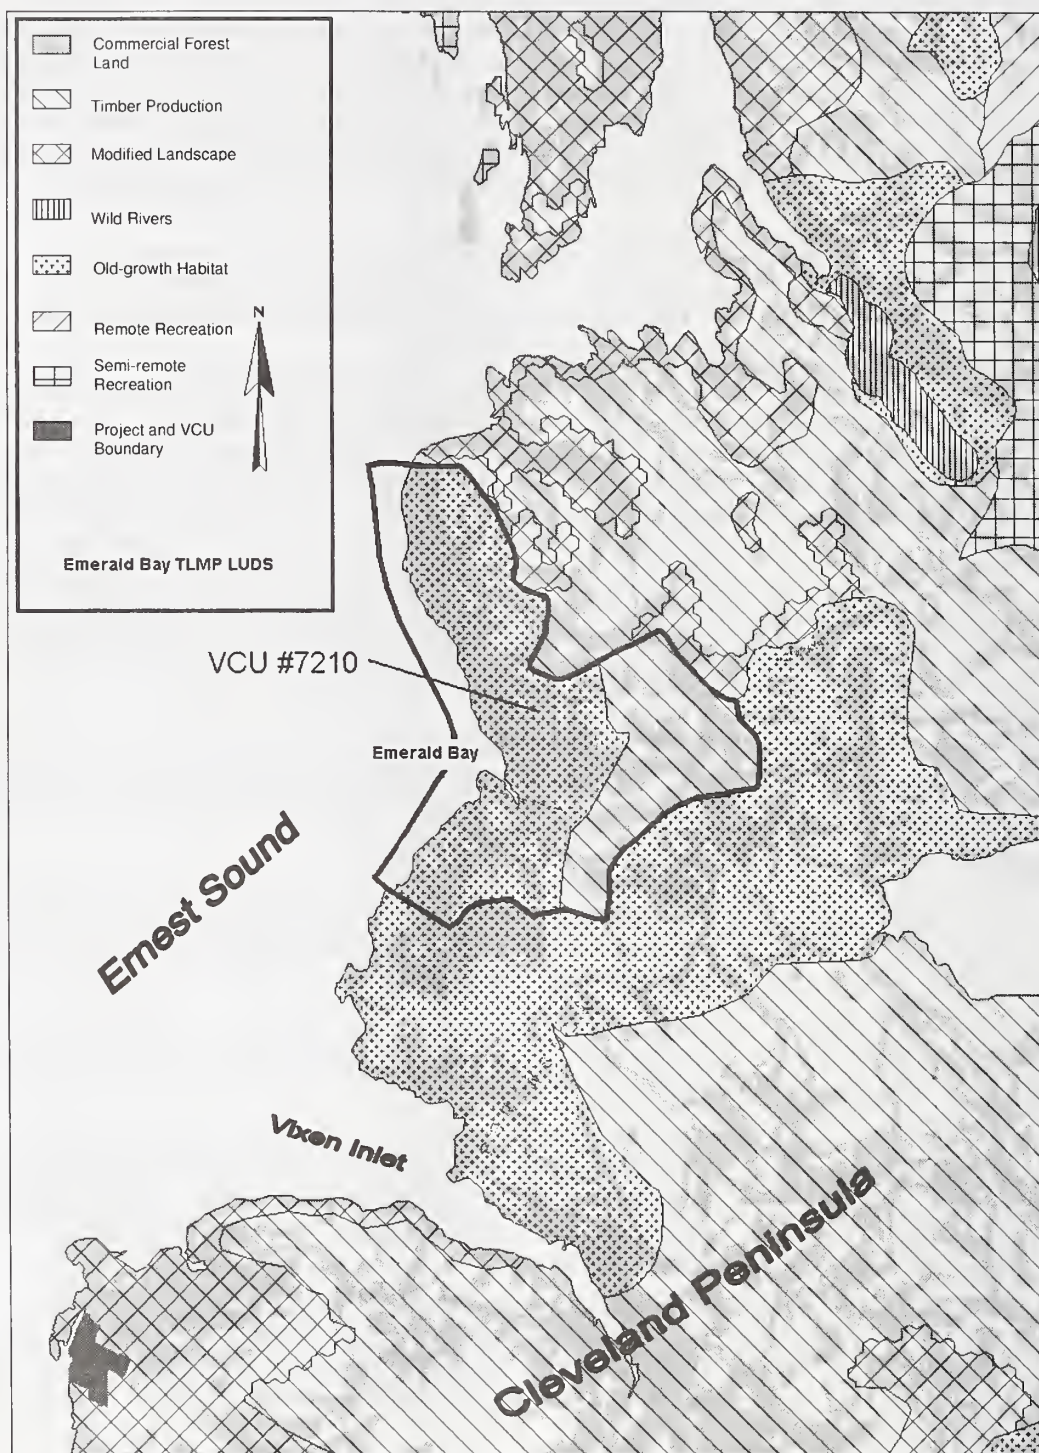 Commercial Forest
Land
Timber Production
Modified Landscape
Wild Rivers
Old-growth Habitat
Remote Recreation
N
Semi-remote
Recreation
Project and VCU
Boundary
Emerald Bay TLMP LUDS
VCU #7210
Emerald Bay
Ernest Sound
Vixen Inlet
Cleveland Peninsula